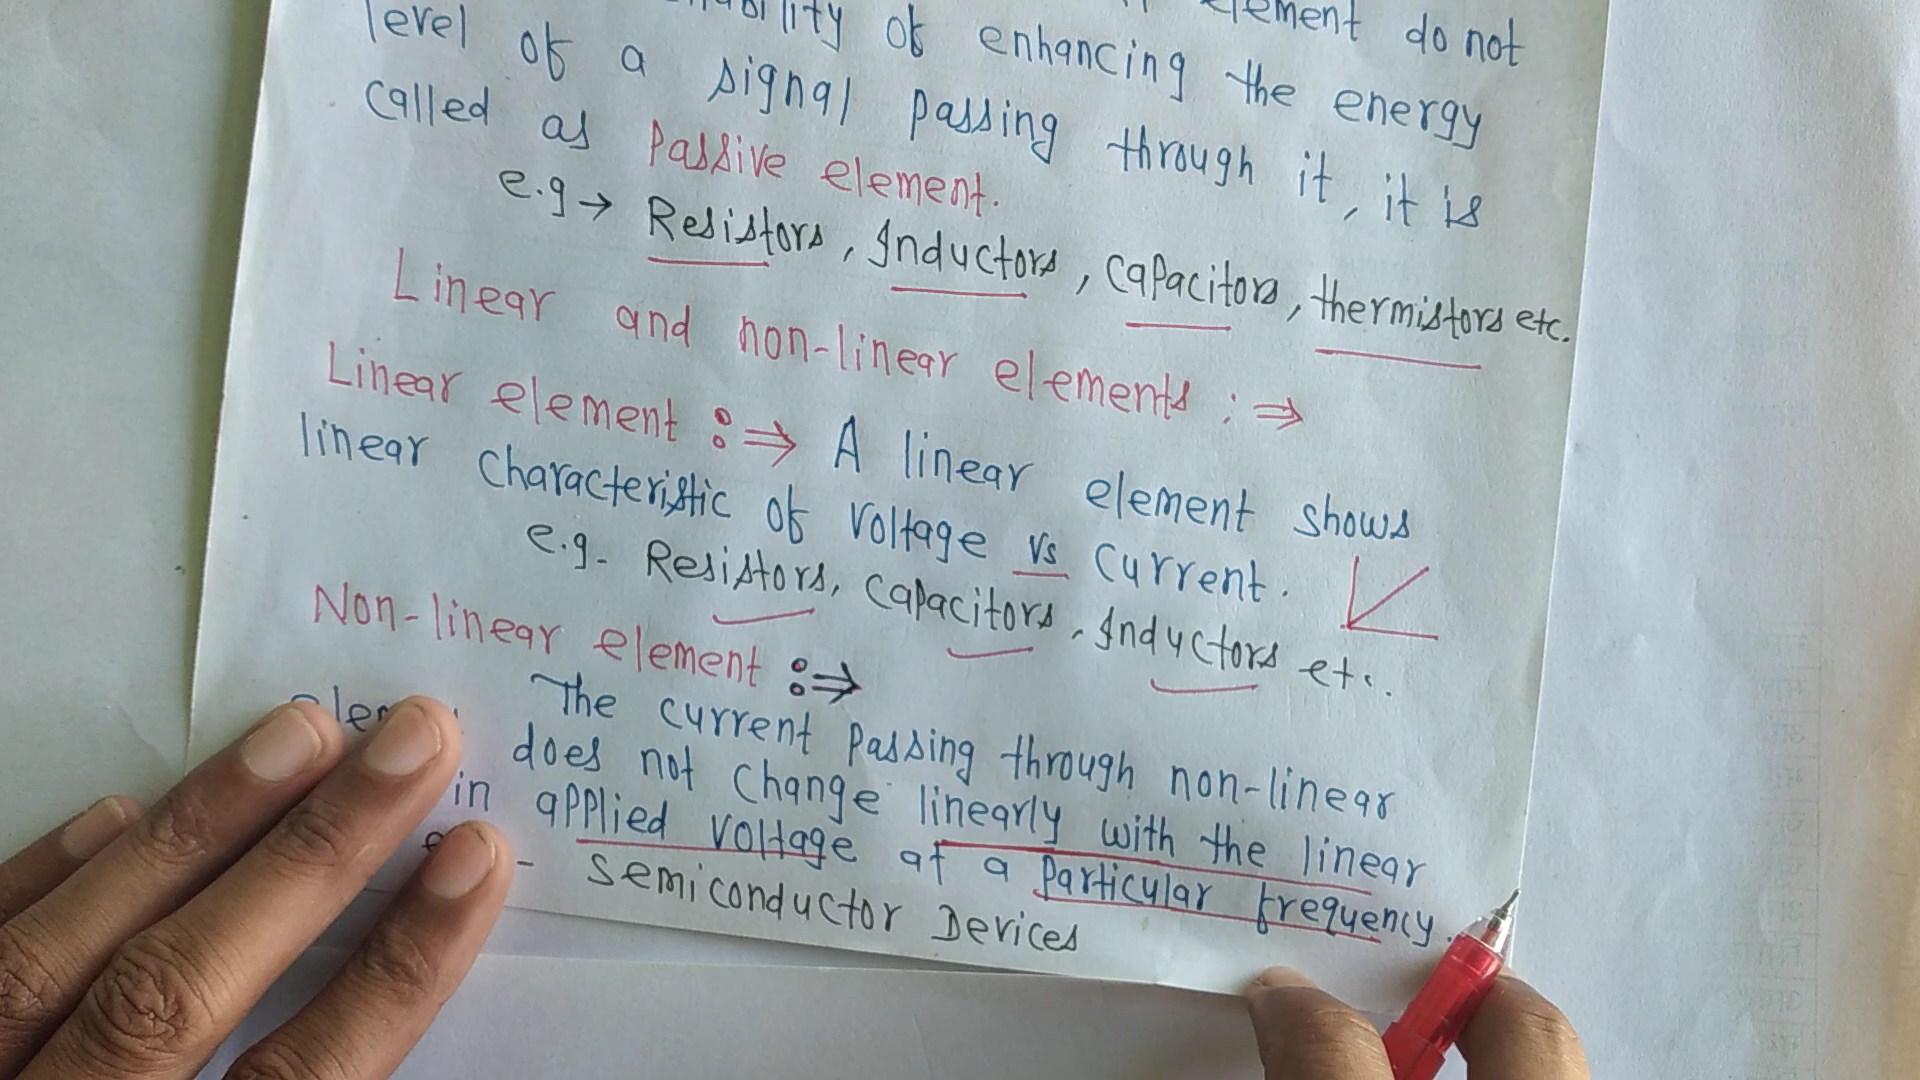 element do not
of enhancing the energy
level of a signal passing through it, it is
called as Passive element.
e.g → Resistors, Inductors, Capacitors, thermistors etc.
Linear and non-linear elements : ⇒
Linear element : ⇒ A linear element shows
linear characteristic of voltage vs current.
e.g- Resistors, Capacitors, Inductors etc.
Non-linear element : ⇒
The current passing through non-linear
does not change linearly with the linear
in applied voltage at a particular frequency.
- Semiconductor Devices